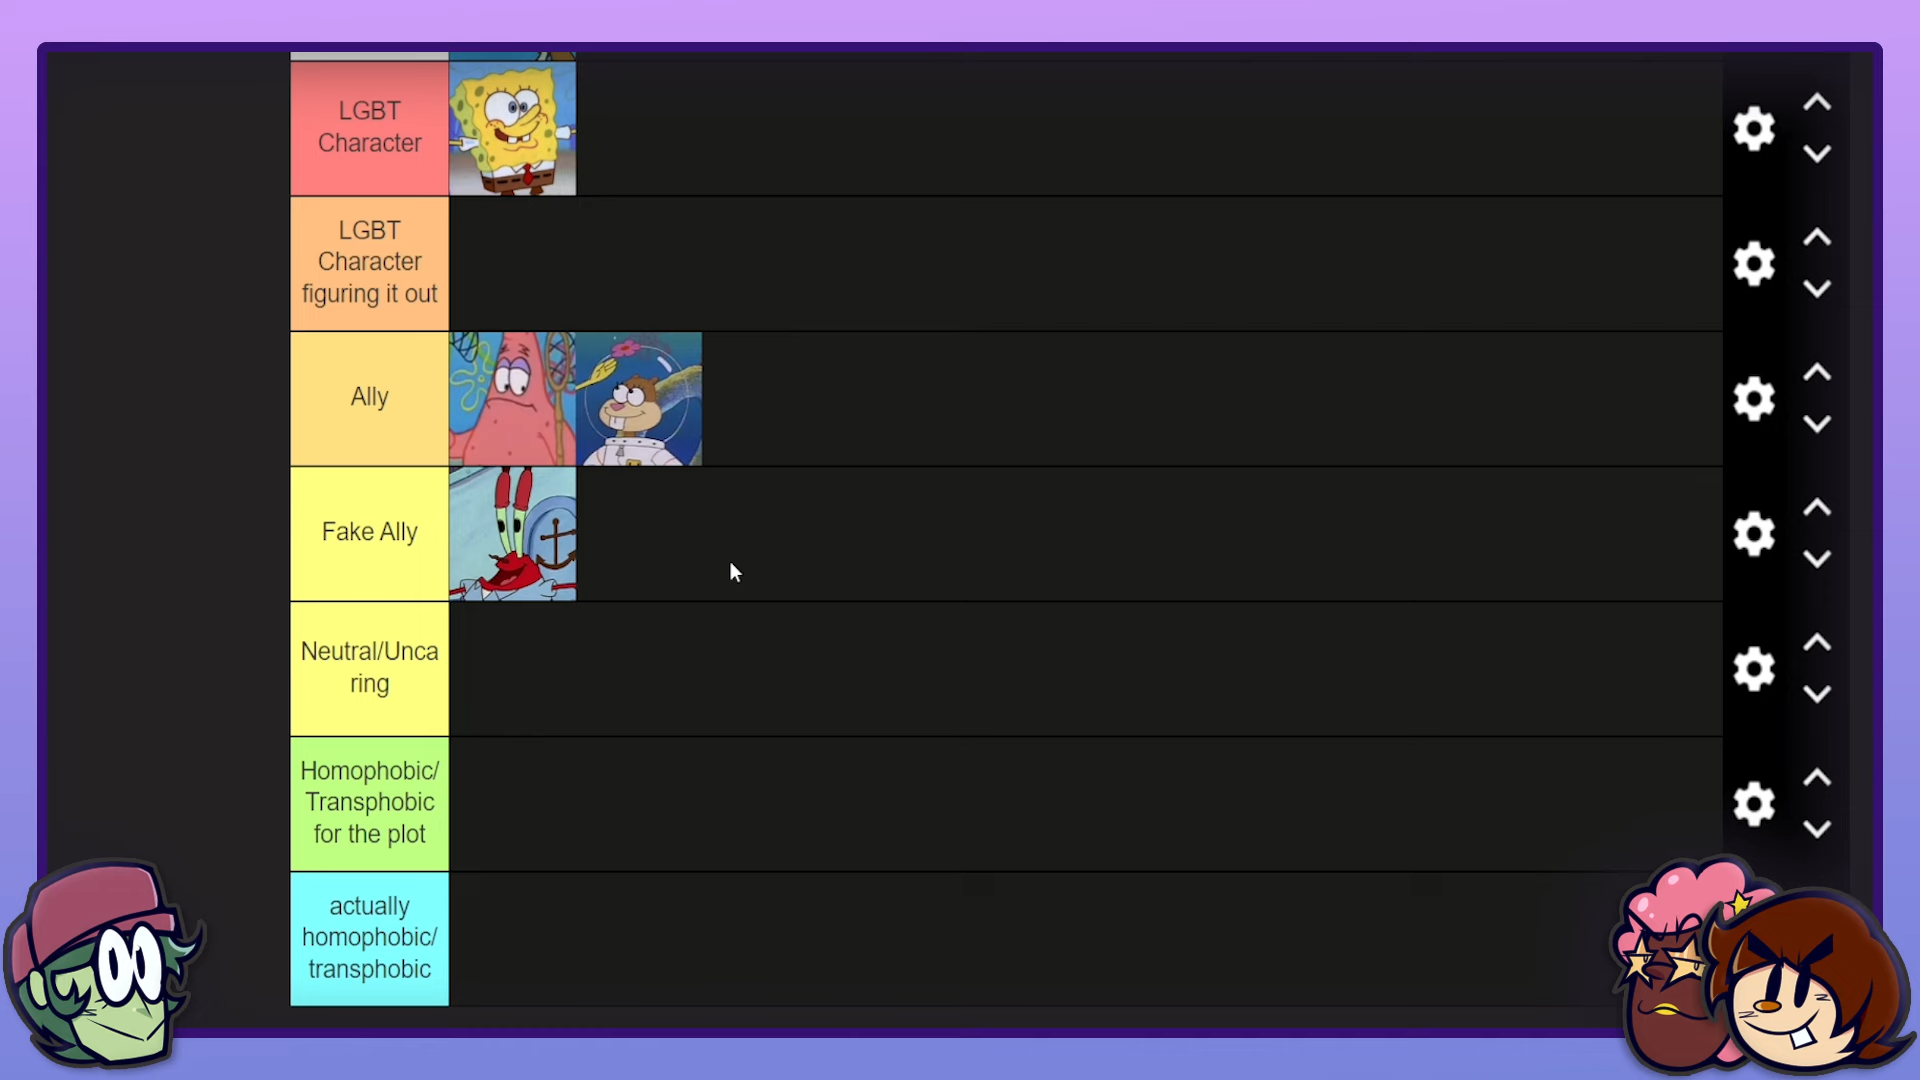 LGBT
Character
LGBT
Character
figuring it out
Ally
Fake Ally
Neutral/Unca
ring
Homophobic/
Transphobic
for the plot
actually
homophobic/
transphobic